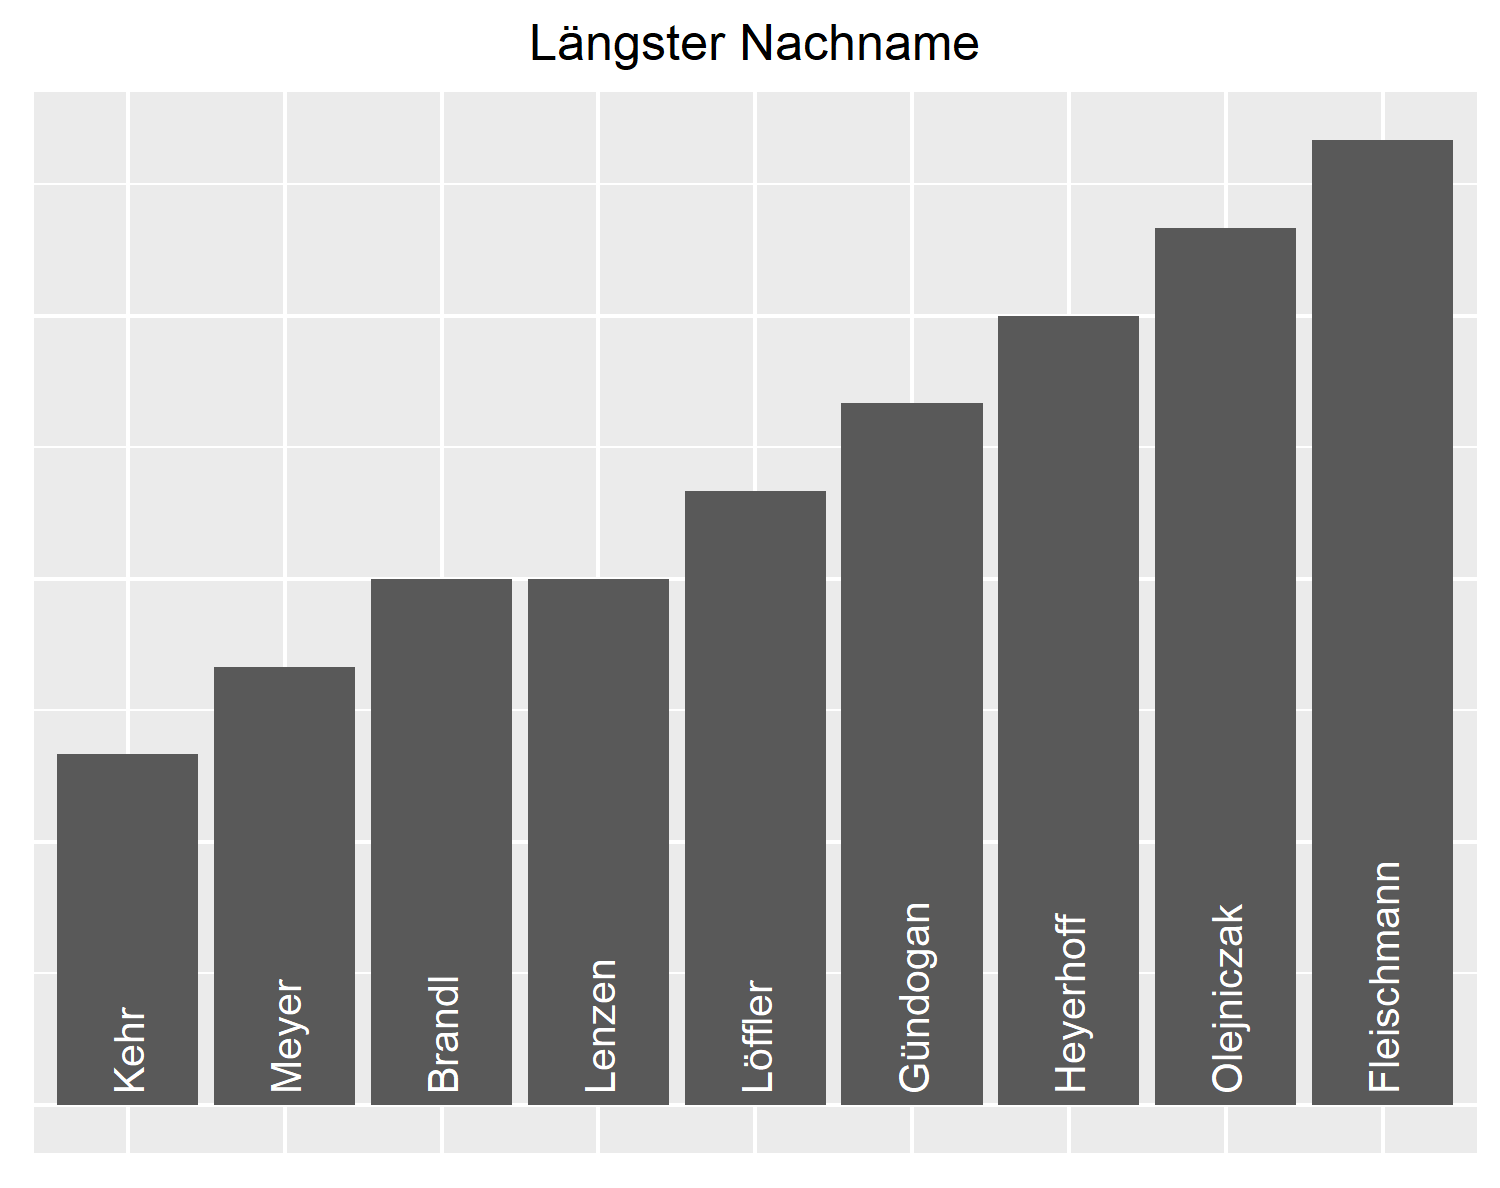 Längster Nachname
Kehr
Meyer
Brandl
Lenzen
Löffler
Gündogan
Heyerhoff
Olejniczak
Fleischmann